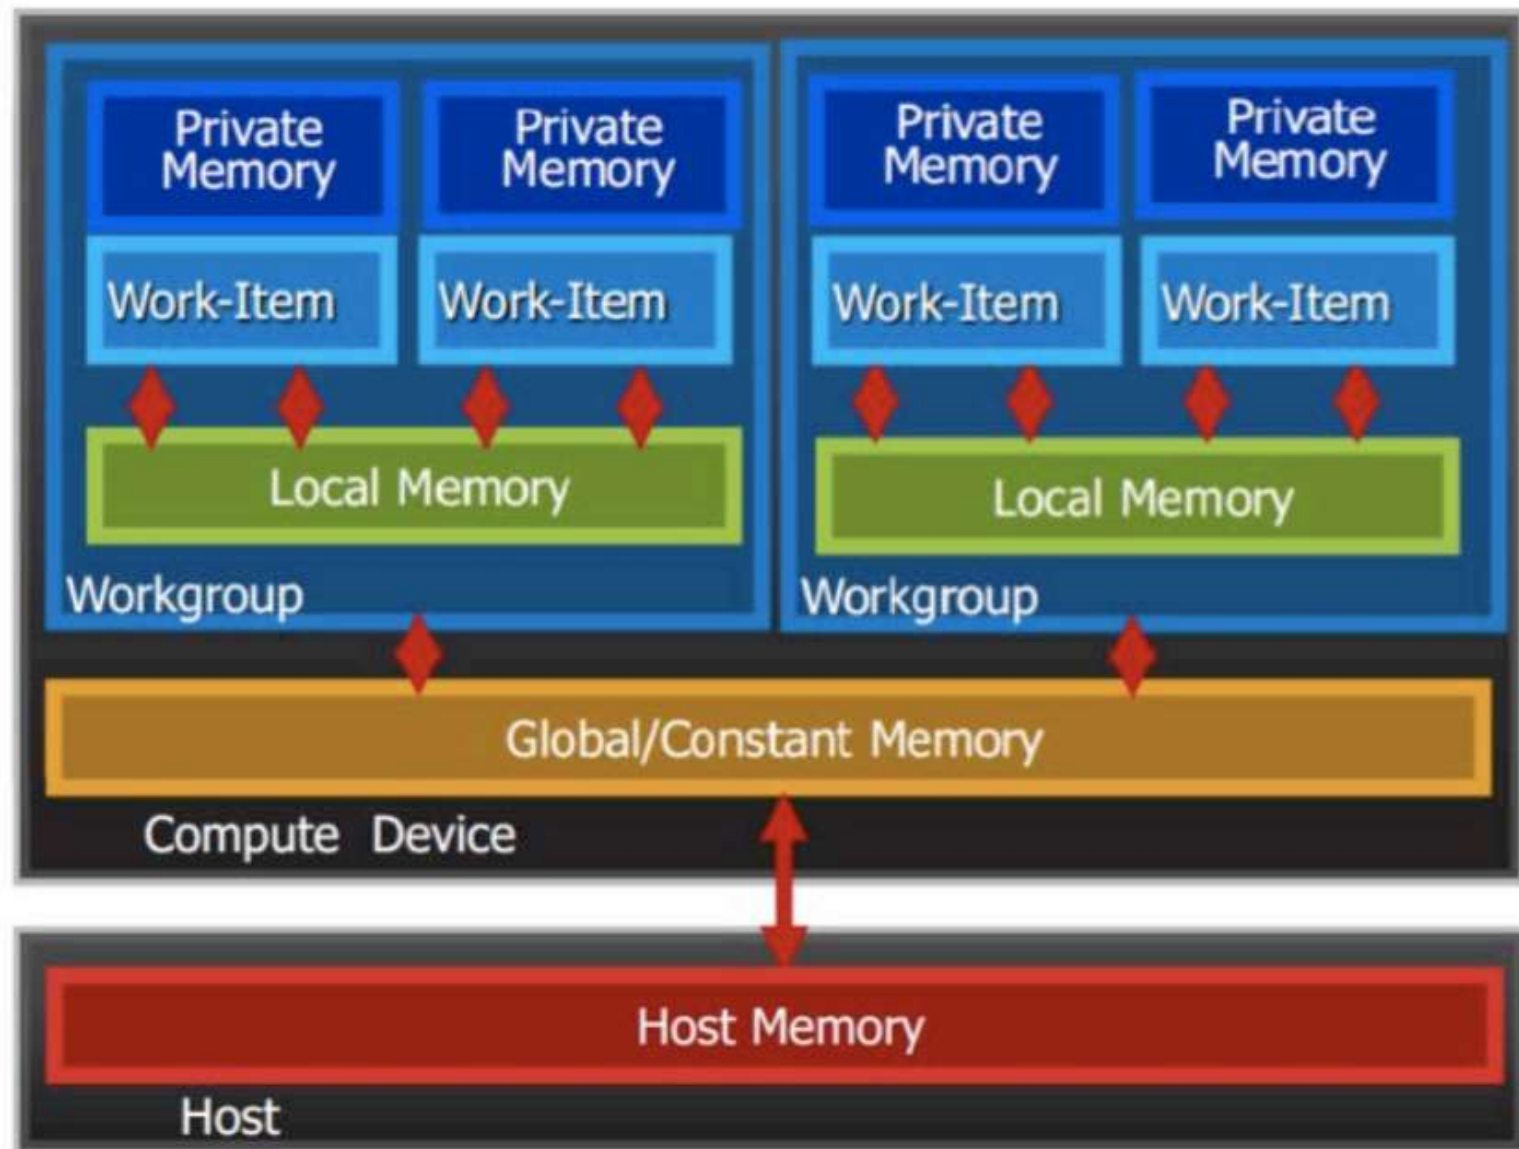 Private
Memory
Private
Memory
Private
Memory
Private
Memory
Work-Item
Work-Item
Work-Item
Work-Item
Local Memory
Local Memory
Workgroup
Workgroup
Global/Constant Memory
Compute Device
Host Memory
Host